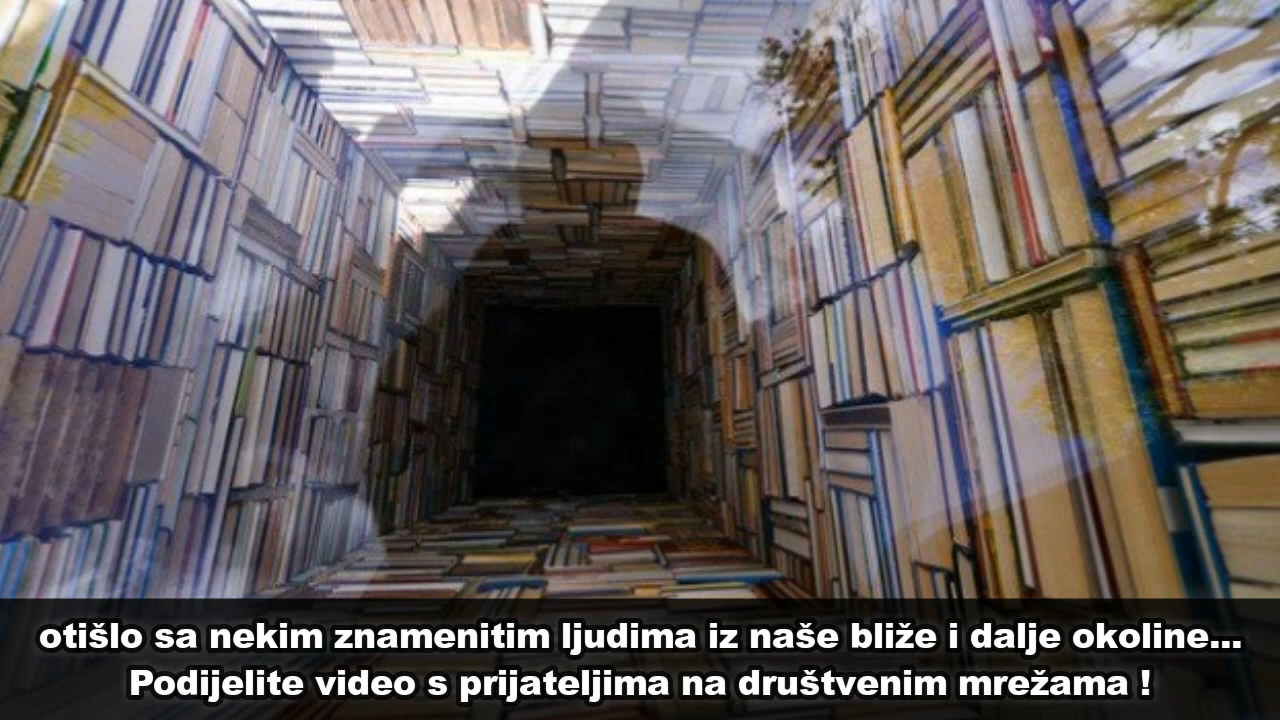 otišlo sa nekim znamenitim ljudima iz naše bliže i dalje okoline...
Podijelite video s prijateljima na društvenim mrežama !